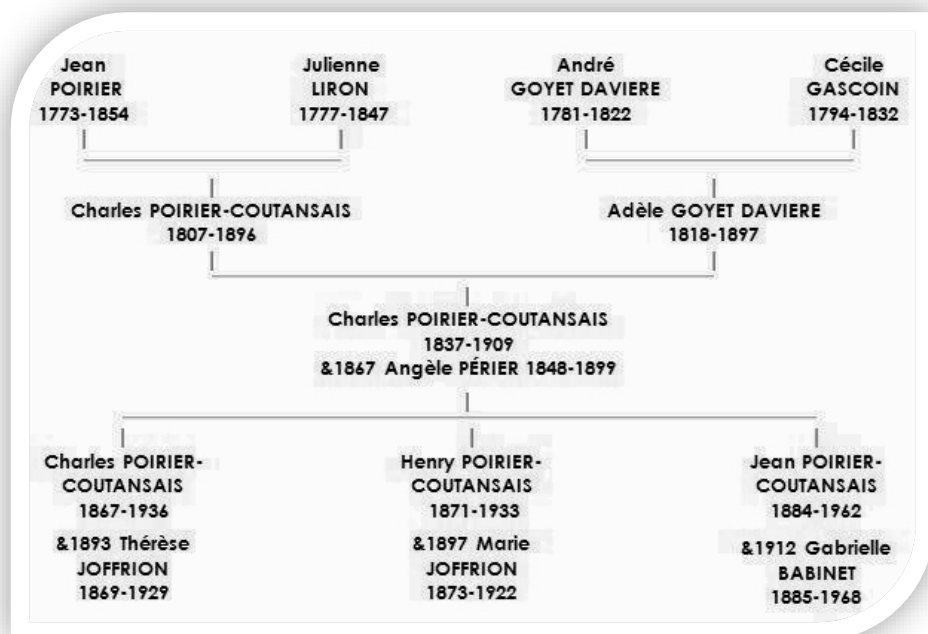 Jean
POIRIER
1773-1854
Julienne
LIRON
1777-1847
André
GOYET DAVIERE
1781-1822
Cécile
GASCOIN
1794-1832
Charles POIRIER-COUTANSAIS
1807-1896
Adèle GOYET DAVIERE
1818-1897
Charles POIRIER-COUTANSAIS
1837-1909
&1867 Angèle PÉRIER 1848-1899
Charles POIRIER-
COUTANSAIS
1867-1936
&1893 Thérèse
JOFFRION
1869-1929
Henry POIRIER-
COUTANSAIS
1871-1933
&1897 Marie
JOFFRION
1873-1922
Jean POIRIER-
COUTANSAIS
1884-1962
&1912 Gabrielle
BABINET
1885-1968